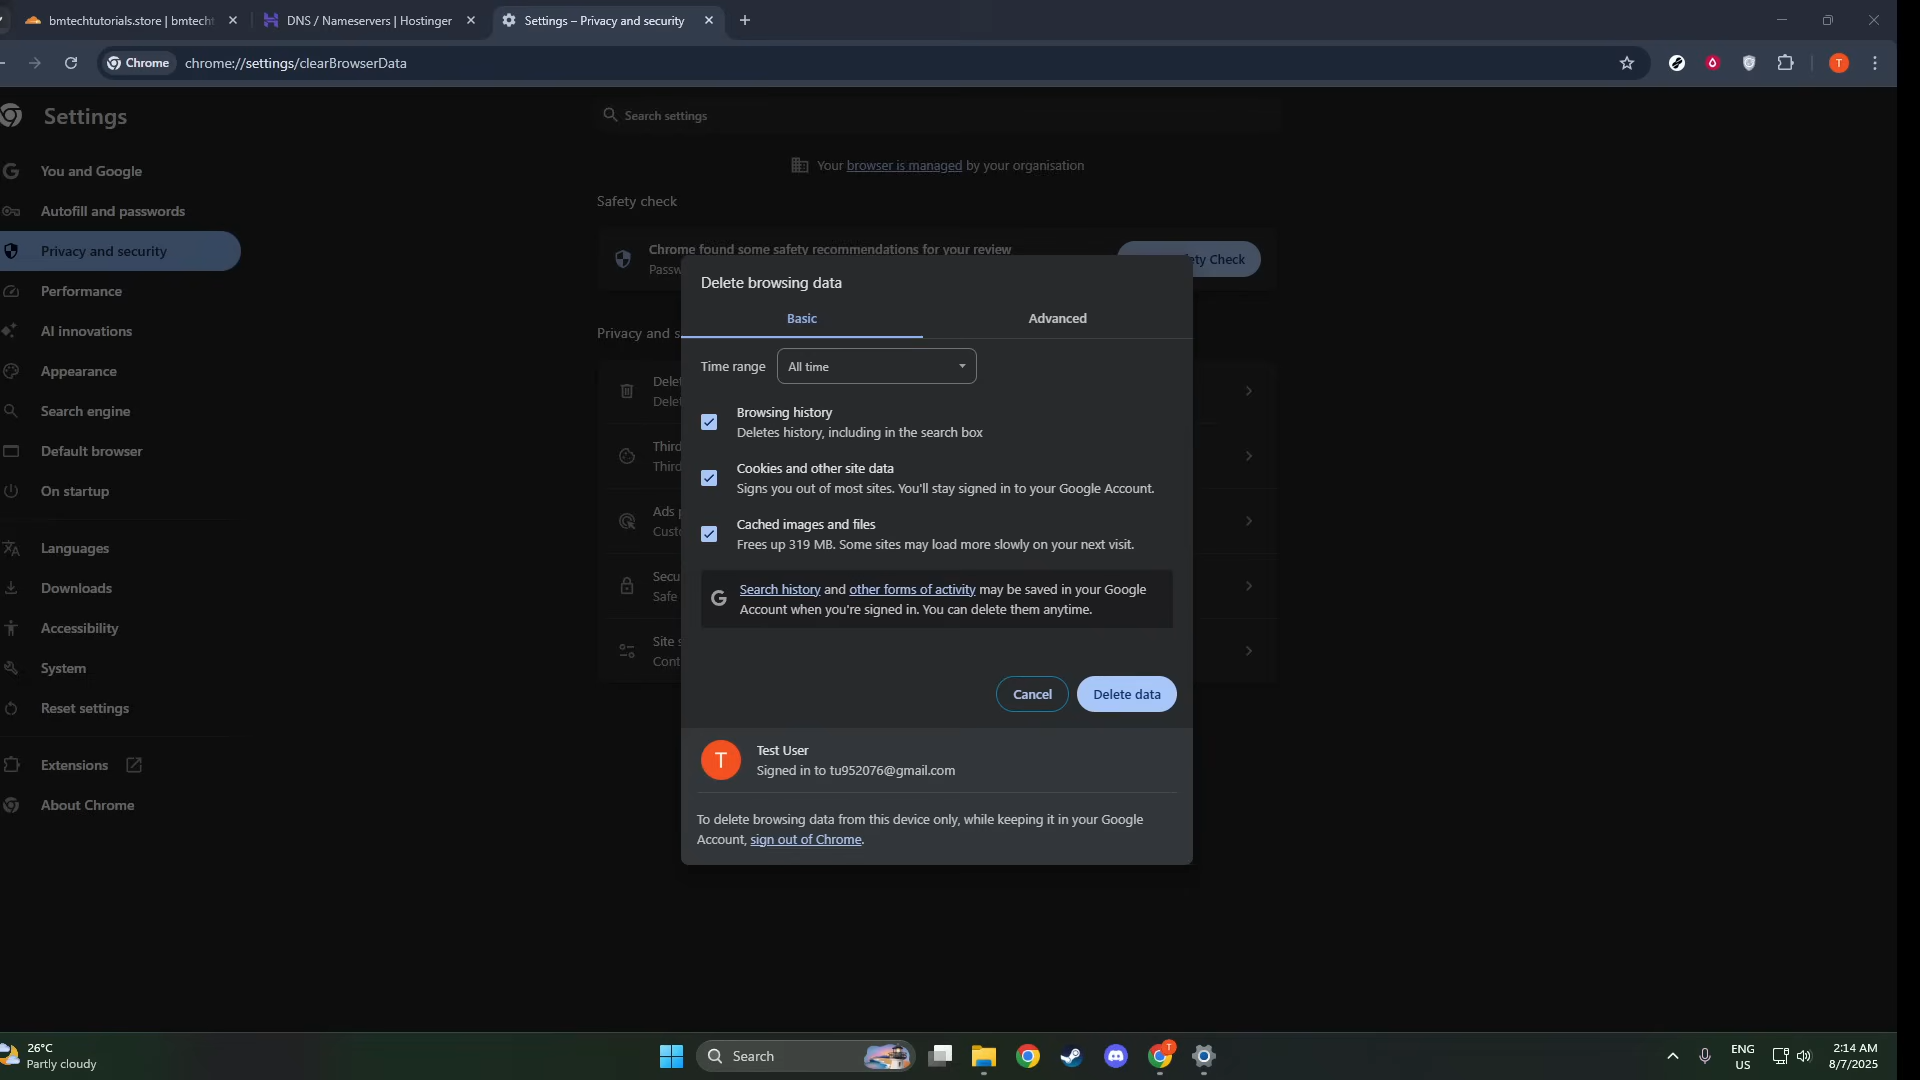 bmtechtutorials.store | bmtecht
DNS / Nameservers | Hostinger
Settings – Privacy and security
Chrome
chrome://settings/clearBrowserData
T
Settings
Search settings
Your browser is managed by your organisation
You and Google
Autofill and passwords
Privacy and security
Performance
AI innovations
Appearance
Search engine
Default browser
On startup
Languages
Downloads
Accessibility
System
Reset settings
Extensions
About Chrome
Safety check
Chrome found some safety recommendations for your review
Passw
ety Check
Privacy and s
Delet
Delet
Third
Third
Ads p
Custo
Secu
Safe
Site s
Cont
Delete browsing data
Basic
Advanced
Time range
All time
Browsing history
Deletes history, including in the search box
Cookies and other site data
Signs you out of most sites. You'll stay signed in to your Google Account.
Cached images and files
Frees up 319 MB. Some sites may load more slowly on your next visit.
Search history and other forms of activity may be saved in your Google
Account when you're signed in. You can delete them anytime.
Cancel
Delete data
T
Test User
Signed in to tu952076@gmail.com
To delete browsing data from this device only, while keeping it in your Google
Account, sign out of Chrome.
26°C
Partly cloudy
Search
T
ENG
US
2:14 AM
8/7/2025